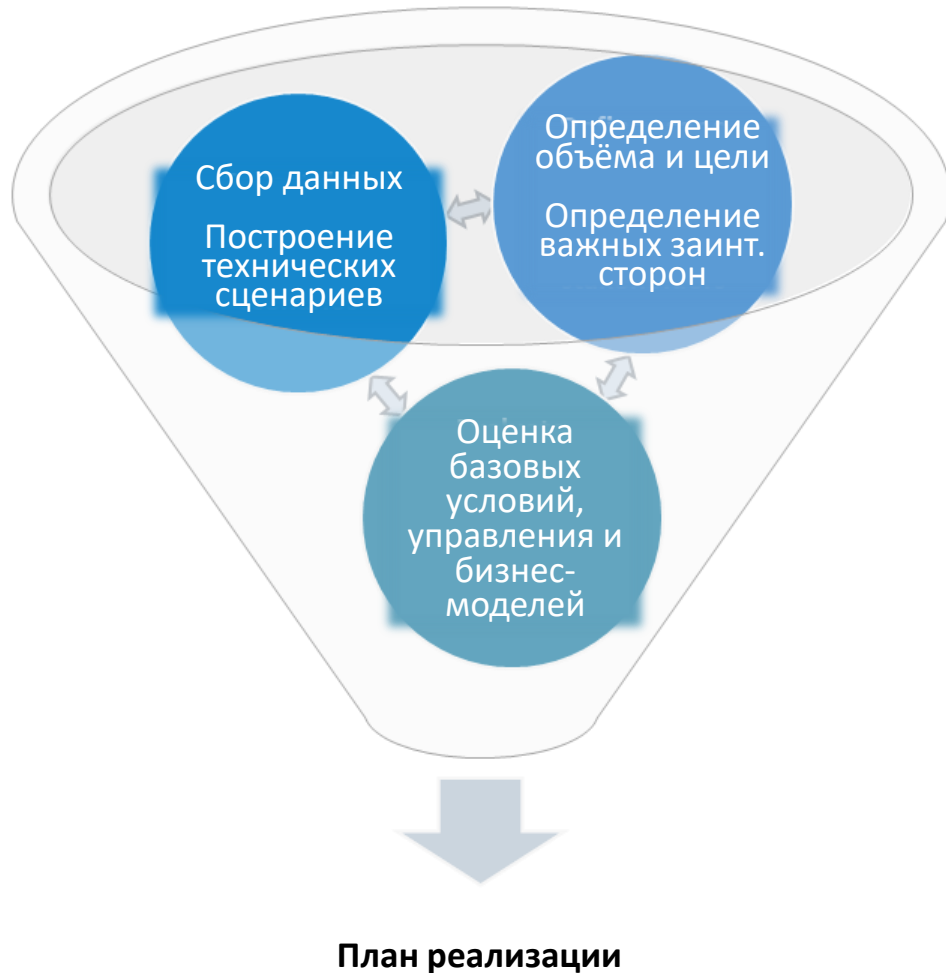 Сбор данных
Построение
технических
сценариев
Определение
объёма и цели
Определение
важных заинт.
сторон
Оценка
базовых
условий,
управления и
бизнес-
моделей
План реализации